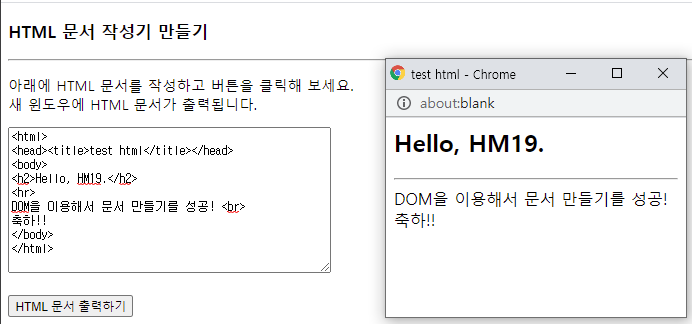 HTML 문서 작성기 만들기
아래에 HTML 문서를 작성하고 버튼을 클릭해 보세요.
새 윈도우에 HTML 문서가 출력됩니다.
<html>
<head><title>test html</title></head>
<body>
<h2>Hello, HM19.</h2>
<hr>
DOM을 이용해서 문서 만들기를 성공! <br>
축하!!
</body>
</html>
HTML 문서 출력하기
test html - Chrome
about:blank
Hello, HM19.
DOM을 이용해서 문서 만들기를 성공!
축하!!